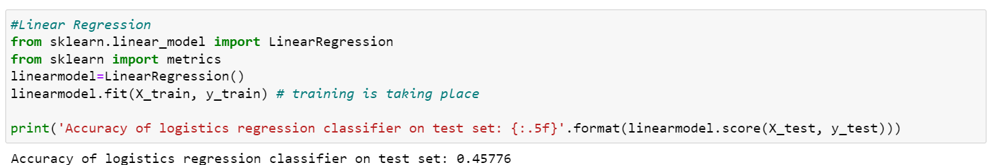 #Linear Regression
from sklearn.linear_model import LinearRegression
from sklearn import metrics
linearmodel=LinearRegression()
linearmodel.fit(X_train, y_train) # training is taking place
print('Accuracy of logistics regression classifier on test set: {:.5f}'.format(linearmodel.score(X_test, y_test)))
Accuracy of logistics regression classifier on test set: 0.45776